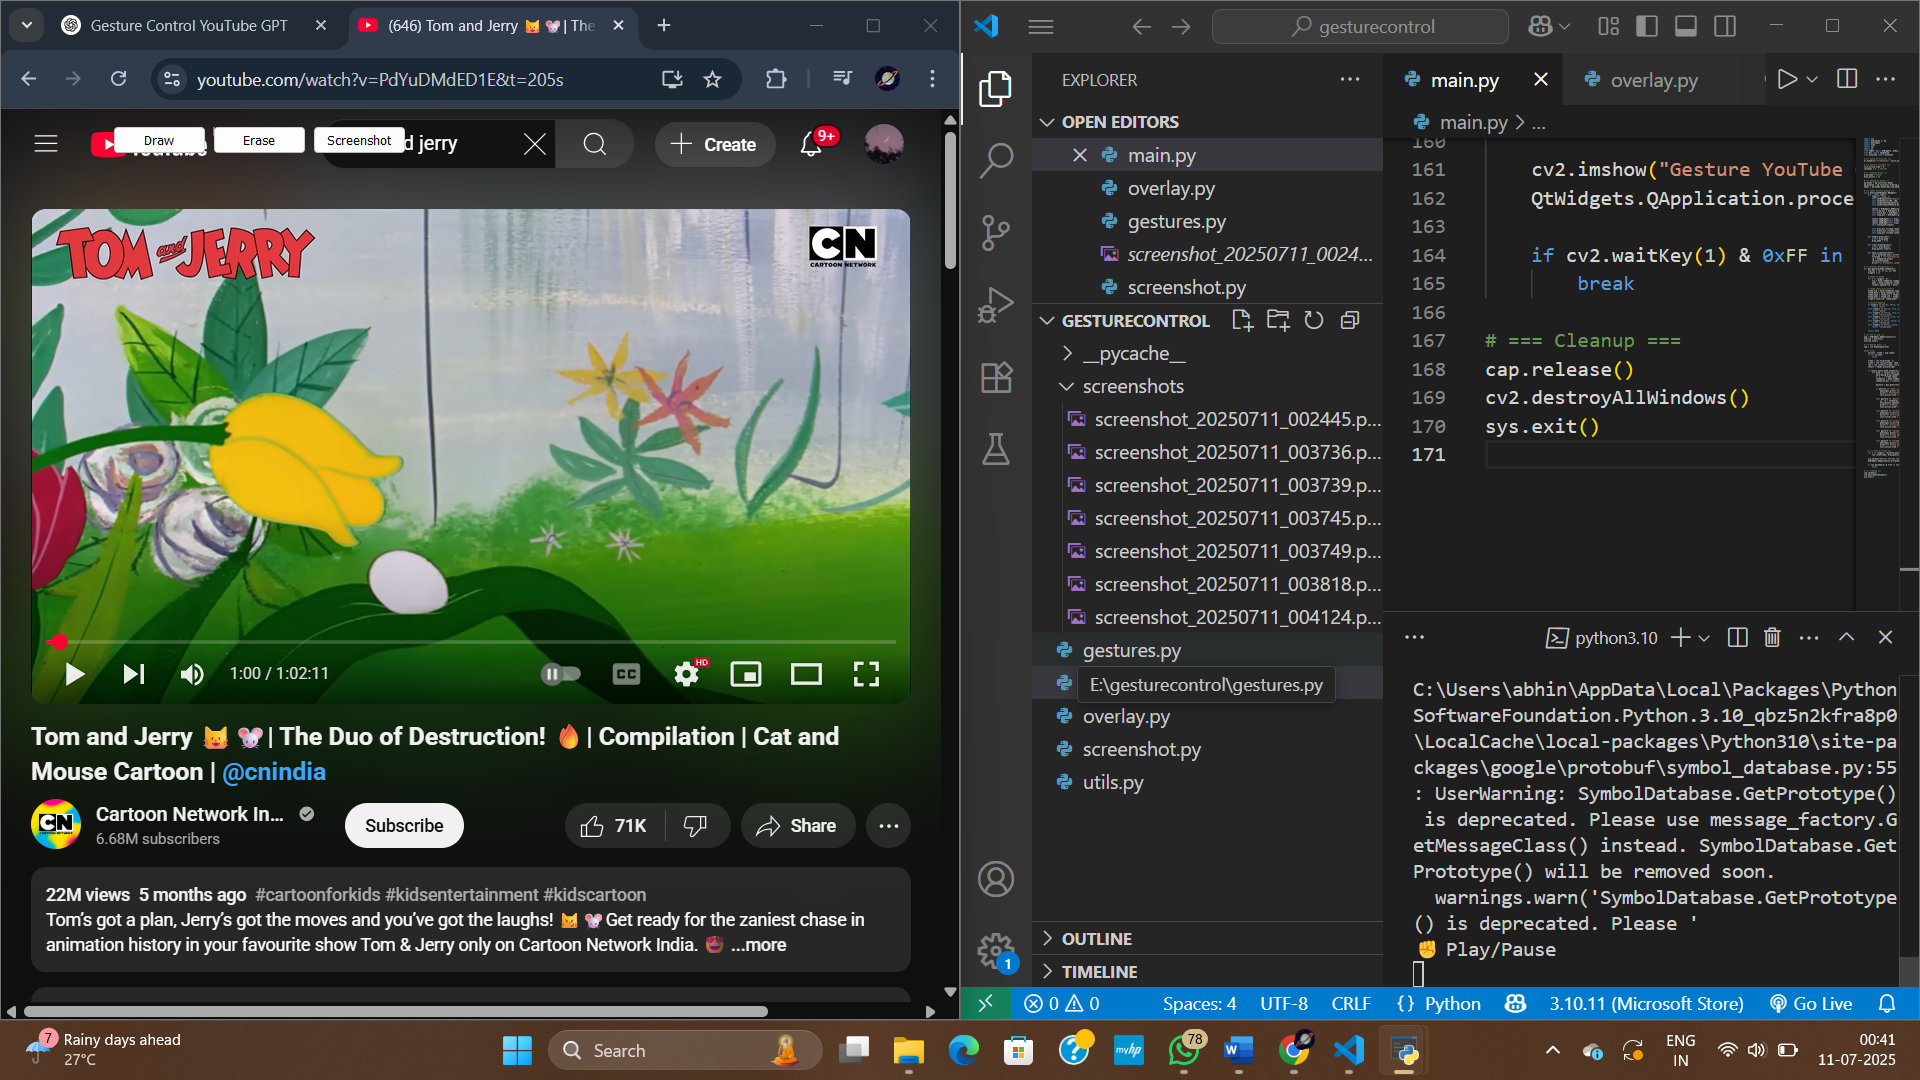 Gesture Control YouTube GPT
(646) Tom and Jerry 🐱 🐭 | The
youtube.com/watch?v=PdYuDMdED1E&t=205s
Draw
Erase
Screenshot
d jerry
Create
9+
TOM and JERRY
CN
CARTOON NETWORK
1:00 / 1:02:11
CC
HD
Tom and Jerry 🐱 🐭 | The Duo of Destruction! 🔥 | Compilation | Cat and
Mouse Cartoon | @cnindia
CN
Cartoon Network In...
6.68M subscribers
Subscribe
71K
Share
22M views 5 months ago #cartoonforkids #kidsentertainment #kidscartoon
Tom's got a plan, Jerry's got the moves and you've got the laughs! 🐱 🐭 Get ready for the zaniest chase in
animation history in your favourite show Tom & Jerry only on Cartoon Network India. ...more
gesturecontrol
EXPLORER
OPEN EDITORS
main.py
overlay.py
gestures.py
screenshot_20250711_0024...
screenshot.py
GESTURECONTROL
__pycache__
screenshots
screenshot_20250711_002445.p...
screenshot_20250711_003736.p...
screenshot_20250711_003739.p...
screenshot_20250711_003745.p...
screenshot_20250711_003749.p...
screenshot_20250711_003818.p...
screenshot_20250711_004124.p...
gestures.py
E:\gesturecontrol\gestures.py
overlay.py
screenshot.py
utils.py
OUTLINE
TIMELINE
1
main.py
overlay.py
main.py > ...
160
161 cv2.imshow("Gesture YouTube
162 QtWidgets.QApplication.proce
163
164 if cv2.waitKey(1) & 0xFF in
165 break
166
167 # === Cleanup ===
168 cap.release()
169 cv2.destroyAllWindows()
170 sys.exit()
171
python3.10
C:\Users\abhin\AppData\Local\Packages\Python
SoftwareFoundation.Python.3.10_qbz5n2kfra8p0
\LocalCache\local-packages\Python310\site-pa
ckages\google\protobuf\symbol_database.py:55
: UserWarning: SymbolDatabase.GetPrototype()
is deprecated. Please use message_factory.G
etMessageClass() instead. SymbolDatabase.Get
Prototype() will be removed soon.
warnings.warn('SymbolDatabase.GetPrototype
() is deprecated. Please '
✊ Play/Pause
0 0
Spaces: 4
UTF-8
CRLF
{ } Python
3.10.11 (Microsoft Store)
Go Live
7
Rainy days ahead
27°C
Search
myhp
78
W
ENG
IN
00:41
11-07-2025